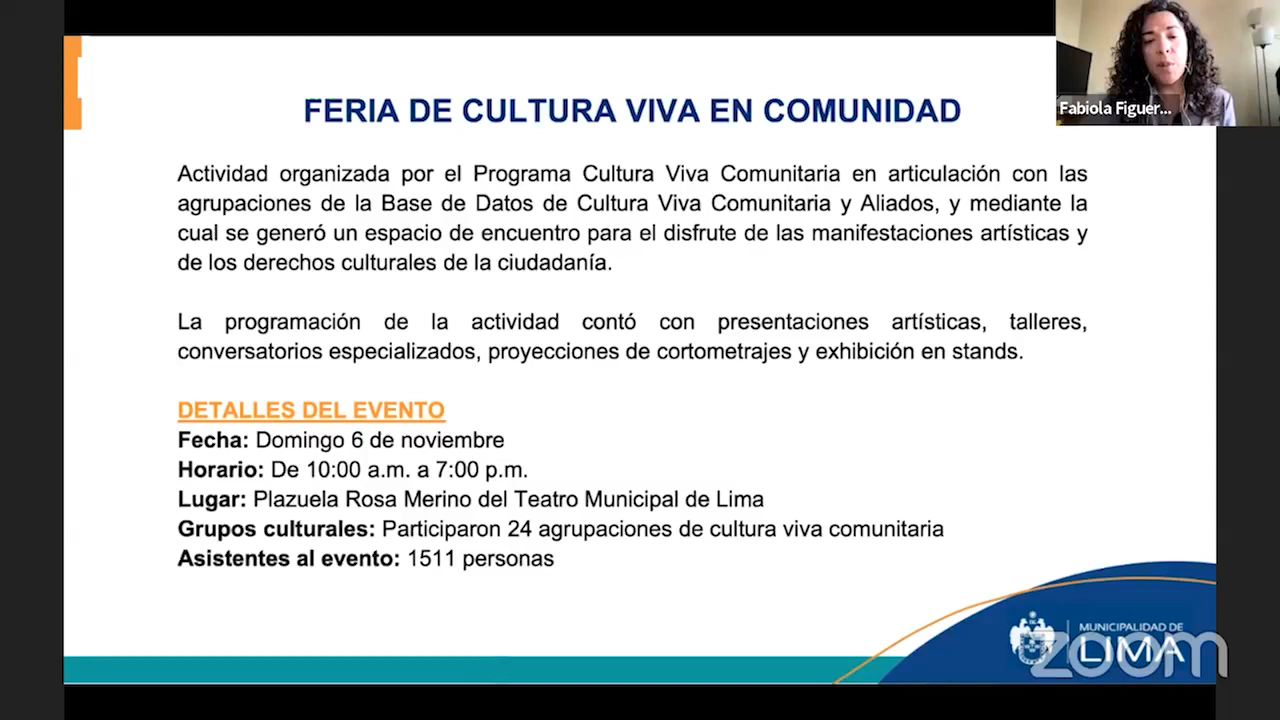 FERIA DE CULTURA VIVA EN COMUNIDAD
Fabiola Figuer...
Actividad organizada por el Programa Cultura Viva Comunitaria en articulación con las
agrupaciones de la Base de Datos de Cultura Viva Comunitaria y Aliados, y mediante la
cual se generó un espacio de encuentro para el disfrute de las manifestaciones artísticas y
de los derechos culturales de la ciudadanía.
La programación de la actividad contó con presentaciones artísticas, talleres,
conversatorios especializados, proyecciones de cortometrajes y exhibición en stands.
DETALLES DEL EVENTO
Fecha: Domingo 6 de noviembre
Horario: De 10:00 a.m. a 7:00 p.m.
Lugar: Plazuela Rosa Merino del Teatro Municipal de Lima
Grupos culturales: Participaron 24 agrupaciones de cultura viva comunitaria
Asistentes al evento: 1511 personas
MUNICIPALIDAD DE
LIMA
zoom